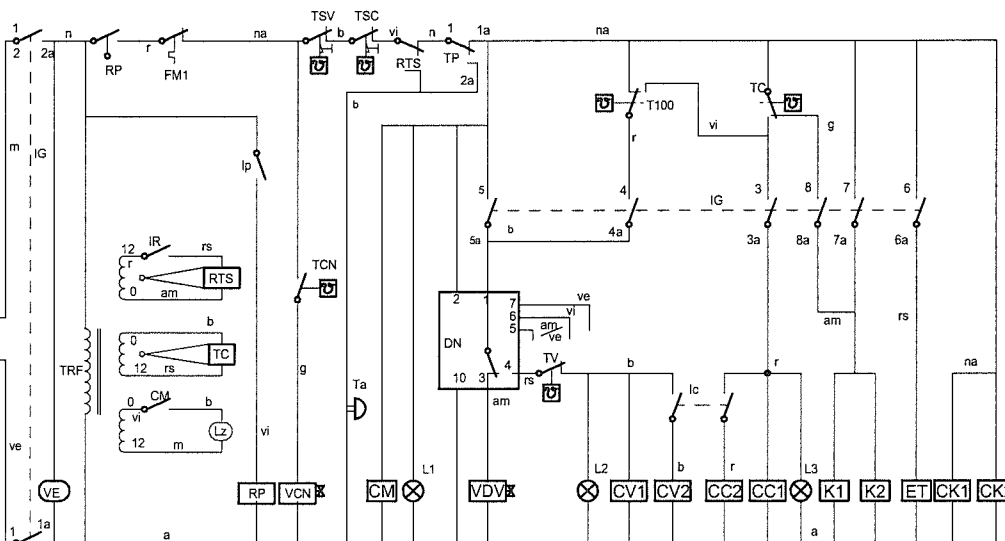 1 n na TSV b TSC vi n 1 1a na
2 2a r RTS TP
RP FM1 2a
b TC
T100
m r vi g
IG Ip
5 4 3 8 7 6
IG
5a b 4a 3a 8a 7a 6a
12 IR rs
r RTS TCN
0 am
2 1 7 ve
6 vi
5 am/ve
0 b DN am rs
TRF TC
12 rs g 4 TV
10 3 rs b r na
0 CM b Ta am Ic
vi Lz
12 m
ve vi L1 L2 b r L3
VE RP VCN CM VDV CV1 CV2 CC2 CC1 K1 K2 ET CK1
1 1a a a